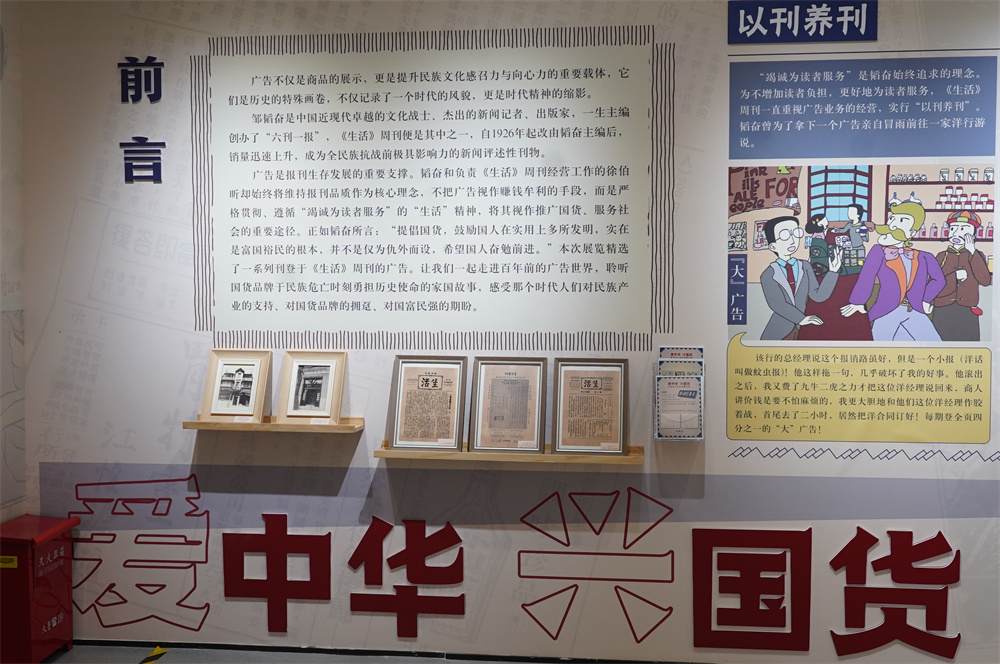 前言
广告不仅是商品的展示，更是提升民族文化感召力与向心力的重要载体，它
们是历史的特殊画卷，不仅记录了一个时代的风貌，更是时代精神的缩影。
邹韬奋是中国近现代卓越的文化战士、杰出的新闻记者、出版家，一生主编
创办了“六刊一报”，《生活》周刊便是其中之一，自1926年起改由韬奋主编后，
销量迅速上升，成为全民族抗战前极具影响力的新闻评述性刊物。
广告是报刊生存发展的重要支撑。韬奋和负责《生活》周刊经营工作的徐伯
昕却始终将维持报刊品质作为核心理念，不把广告视作赚钱牟利的手段，而是严
格贯彻、遵循“竭诚为读者服务”的“生活”精神，将其视作推广国货、服务社
会的重要途径。正如韬奋所言：“提倡国货，鼓励国人在实用上多所发明，实在
是富国裕民的根本，并不是仅为仇外而设，希望国人奋勉前进。”本次展览精选
了一系列刊登于《生活》周刊的广告。让我们一起走进百年前的广告世界，聆听
国货品牌于民族危亡时刻勇担历史使命的家国故事，感受那个时代人们对民族产
业的支持、对国货品牌的拥趸、对国富民强的期盼。
以刊养刊
“竭诚为读者服务”是韬奋始终追求的理念。
为不增加读者负担，更好地为读者服务，《生活》
周刊一直重视广告业务的经营，实行“以刊养刊”。
韬奋曾为了拿下一个广告亲自冒雨前往一家洋行游
说。
『大』广告
FOR
该行的总经理说这个报销路虽好，但是一个小报（洋话
叫做蚊虫报）！他这样拖一句，几乎破坏了我的好事。他滚出
之后，我又费了九牛二虎之力才把这位洋经理说回来，商人
讲价钱是要不怕麻烦的，我更大胆地和他们这位洋经理作胶
着战，首尾去了二小时，居然把洋合同订好！每期登全页四
分之一的“大”广告！
活生
活生
爱中华 兴国货
灭火器箱